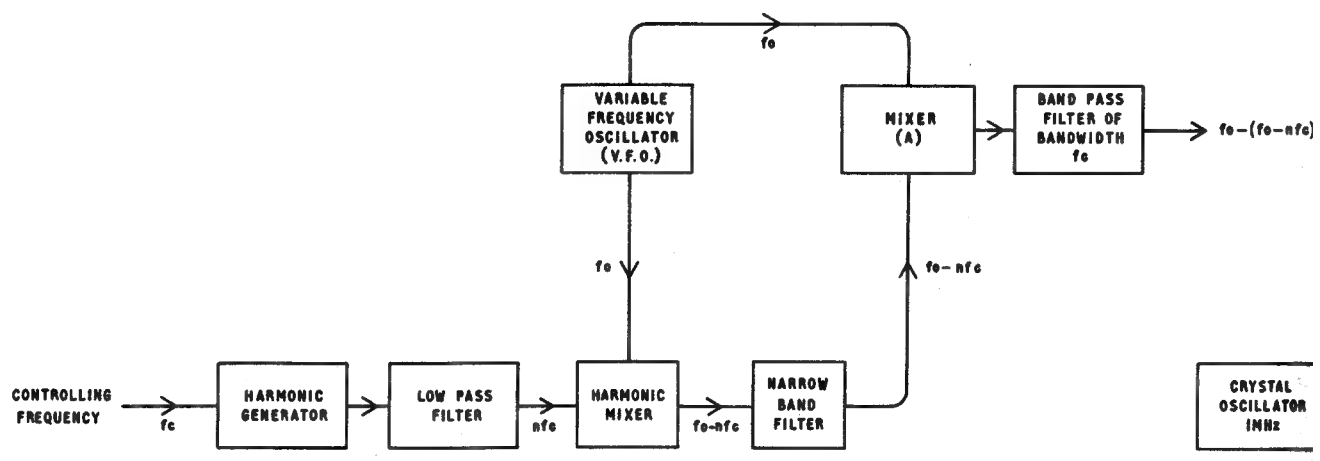 fo
VARIABLE
FREQUENCY
OSCILLATOR
(V.F.O.)
MIXER
(A)
BAND PASS
FILTER OF
BANDWIDTH
fc
fo-(fo-nfc)
fo
fo-nfc
CONTROLLING
FREQUENCY
fc
HARMONIC
GENERATOR
LOW PASS
FILTER
nfc
HARMONIC
MIXER
fo-nfc
NARROW
BAND
FILTER
CRYSTAL
OSCILLATOR
1MHz